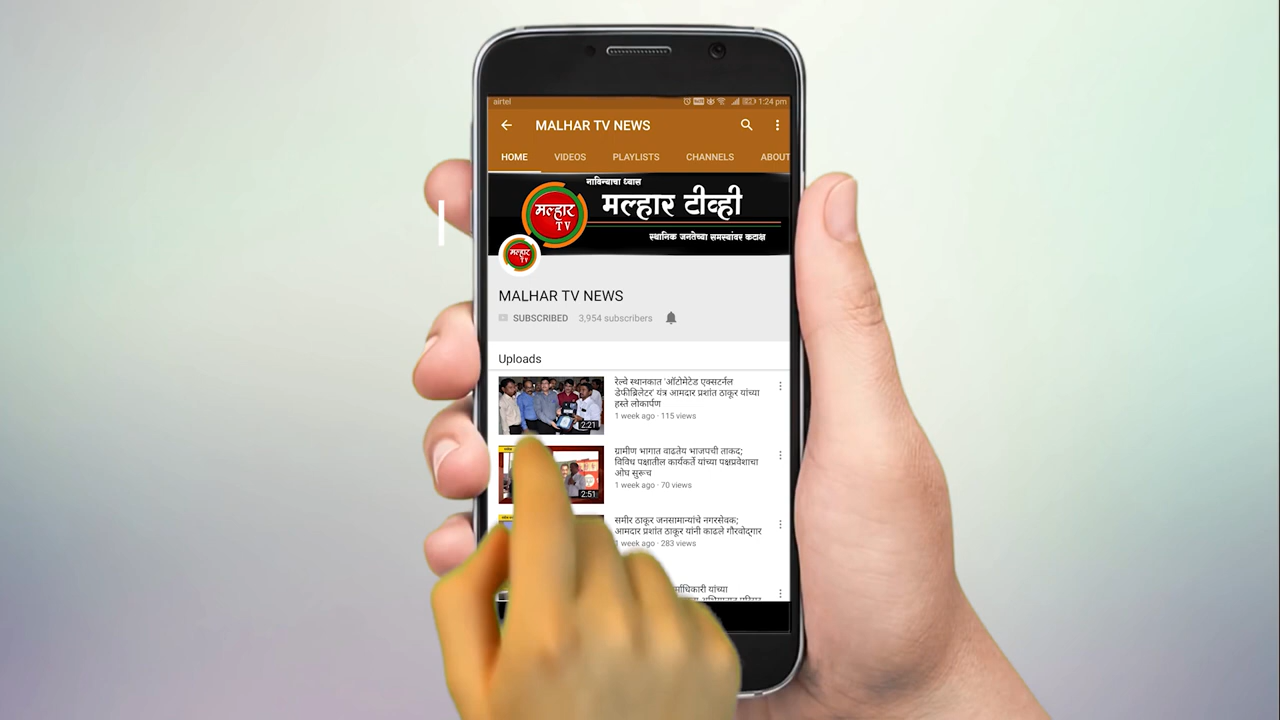 airtel 1:24 pm
MALHAR TV NEWS
HOME VIDEOS PLAYLISTS CHANNELS ABOUT
नाविन्याचा ध्यास
मल्हार टीव्ही
मल्हार
TV
स्थानिक जनतेच्या समस्यांवर कटाक्ष
मल्हार
TV
MALHAR TV NEWS
SUBSCRIBED 3,954 subscribers
Uploads
रेल्वे स्थानकात 'ऑटोमेटेड एक्सटर्नल
डेफीब्रिलेटर' यंत्र आमदार प्रशांत ठाकूर यांच्या
हस्ते लोकार्पण
1 week ago · 115 views
2:21
ग्रामीण भागात वाढतेय भाजपची ताकद;
विविध पक्षातील कार्यकर्ते यांच्या पक्षप्रवेशाचा
ओघ सुरूच
1 week ago · 70 views
2:51
समीर ठाकूर जनसामान्यांचे नगरसेवक;
आमदार प्रशांत ठाकूर यांनी काढले गौरवोद्गार
1 week ago · 283 views
र्माधिकारी यांच्या